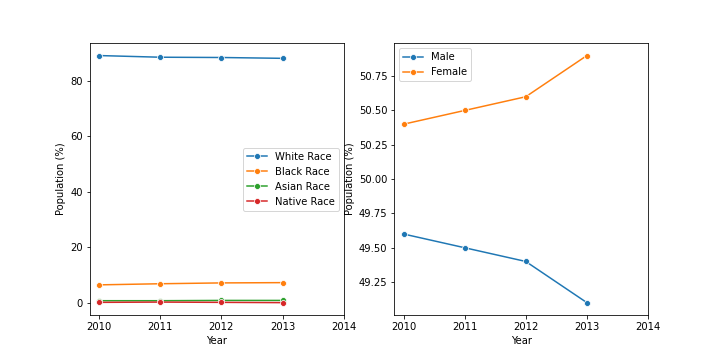 80
60
40
20
0
Population (%)
White Race
Black Race
Asian Race
Native Race
2010 2011 2012 2013 2014
Year
Male
Female
50.75
50.50
50.25
50.00
49.75
49.50
49.25
Population (%)
2010 2011 2012 2013 2014
Year